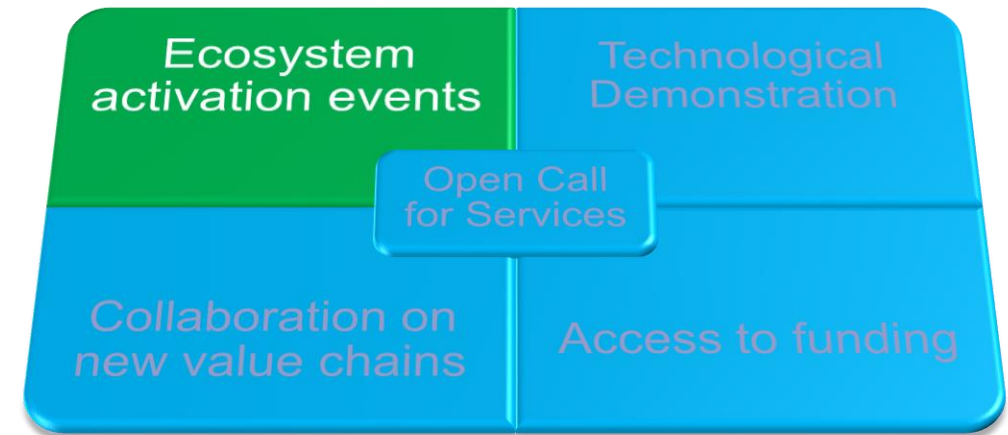 Ecosystem
activation events
Technological
Demonstration
Open Call
for Services
Collaboration on
new value chains
Access to funding